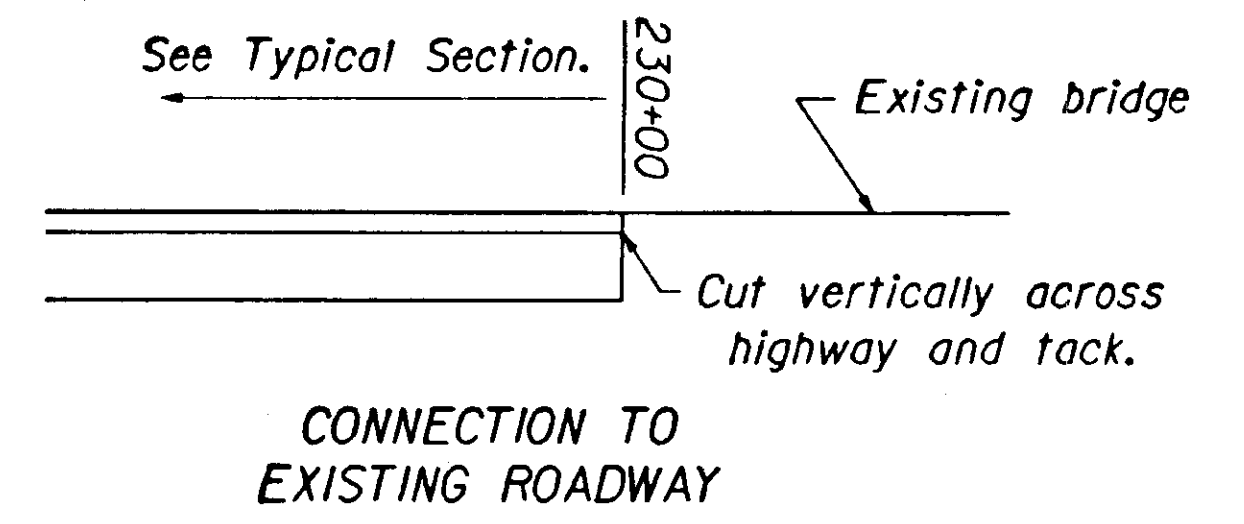 See Typical Section.
230+00
Existing bridge
Cut vertically across
highway and tack.
CONNECTION TO
EXISTING ROADWAY